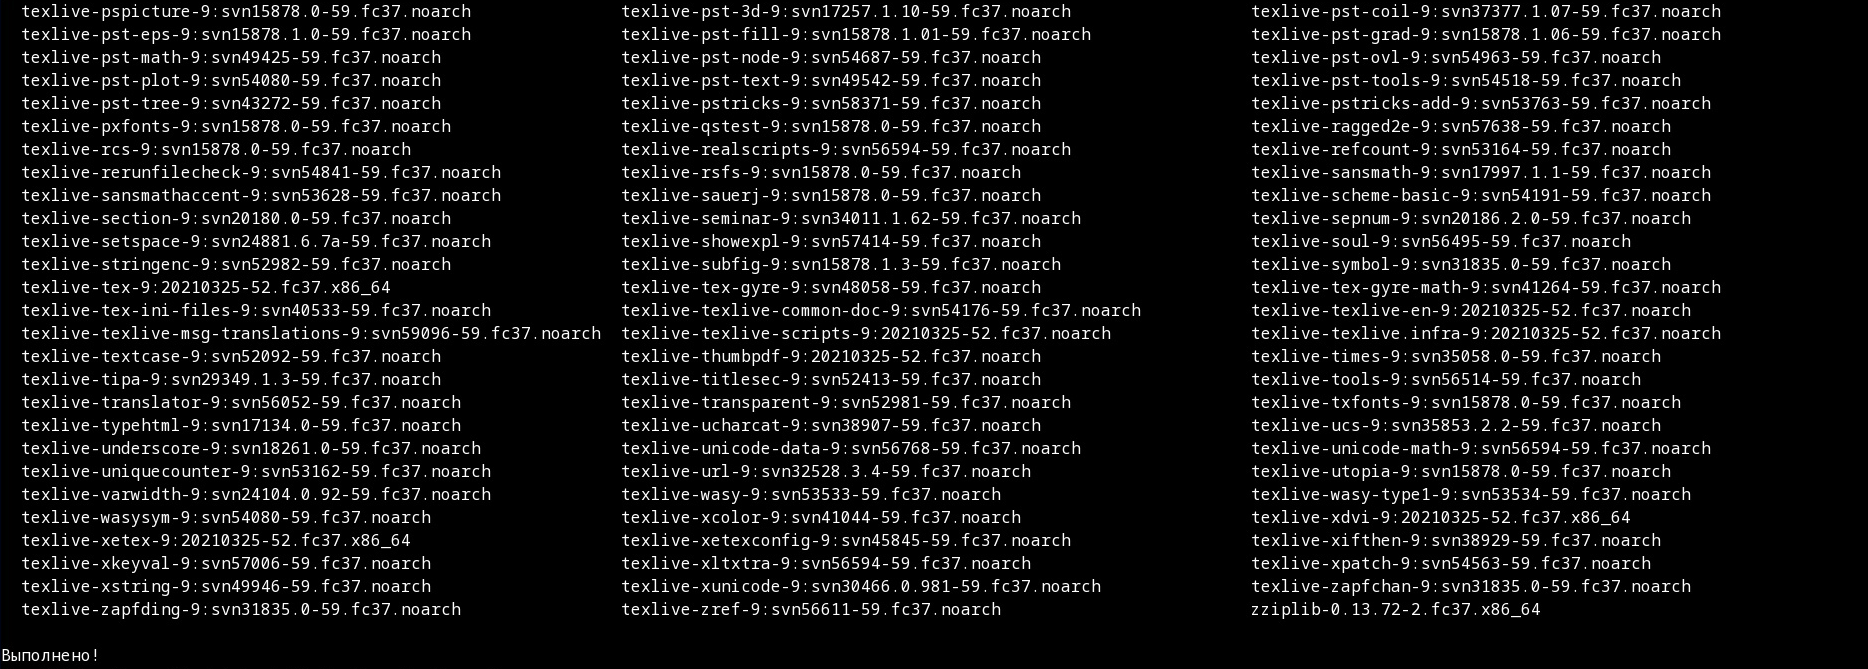 texlive-pspicture-9:svn15878.0-59.fc37.noarch texlive-pst-3d-9:svn17257.1.10-59.fc37.noarch texlive-pst-coil-9:svn37377.1.07-59.fc37.noarch
texlive-pst-eps-9:svn15878.1.0-59.fc37.noarch texlive-pst-fill-9:svn15878.1.01-59.fc37.noarch texlive-pst-grad-9:svn15878.1.06-59.fc37.noarch
texlive-pst-math-9:svn49425-59.fc37.noarch texlive-pst-node-9:svn54687-59.fc37.noarch texlive-pst-ovl-9:svn54963-59.fc37.noarch
texlive-pst-plot-9:svn54080-59.fc37.noarch texlive-pst-text-9:svn49542-59.fc37.noarch texlive-pst-tools-9:svn54518-59.fc37.noarch
texlive-pst-tree-9:svn43272-59.fc37.noarch texlive-pstricks-9:svn58371-59.fc37.noarch texlive-pstricks-add-9:svn53763-59.fc37.noarch
texlive-pxfonts-9:svn15878.0-59.fc37.noarch texlive-qstest-9:svn15878.0-59.fc37.noarch texlive-ragged2e-9:svn57638-59.fc37.noarch
texlive-rcs-9:svn15878.0-59.fc37.noarch texlive-realscripts-9:svn56594-59.fc37.noarch texlive-refcount-9:svn53164-59.fc37.noarch
texlive-rerunfilecheck-9:svn54841-59.fc37.noarch texlive-rsfs-9:svn15878.0-59.fc37.noarch texlive-sansmath-9:svn17997.1.1-59.fc37.noarch
texlive-sansmathaccent-9:svn53628-59.fc37.noarch texlive-sauerj-9:svn15878.0-59.fc37.noarch texlive-scheme-basic-9:svn54191-59.fc37.noarch
texlive-section-9:svn20180.0-59.fc37.noarch texlive-seminar-9:svn34011.1.62-59.fc37.noarch texlive-sepnum-9:svn20186.2.0-59.fc37.noarch
texlive-setspace-9:svn24881.6.7a-59.fc37.noarch texlive-showexpl-9:svn57414-59.fc37.noarch texlive-soul-9:svn56495-59.fc37.noarch
texlive-stringenc-9:svn52982-59.fc37.noarch texlive-subfig-9:svn15878.1.3-59.fc37.noarch texlive-symbol-9:svn31835.0-59.fc37.noarch
texlive-tex-9:20210325-52.fc37.x86_64 texlive-tex-gyre-9:svn48058-59.fc37.noarch texlive-tex-gyre-math-9:svn41264-59.fc37.noarch
texlive-tex-ini-files-9:svn40533-59.fc37.noarch texlive-texlive-common-doc-9:svn54176-59.fc37.noarch texlive-texlive-en-9:20210325-52.fc37.noarch
texlive-texlive-msg-translations-9:svn59096-59.fc37.noarch texlive-texlive-scripts-9:20210325-52.fc37.noarch texlive-texlive.infra-9:20210325-52.fc37.noarch
texlive-textcase-9:svn52092-59.fc37.noarch texlive-thumbpdf-9:20210325-52.fc37.noarch texlive-times-9:svn35058.0-59.fc37.noarch
texlive-tipa-9:svn29349.1.3-59.fc37.noarch texlive-titlesec-9:svn52413-59.fc37.noarch texlive-tools-9:svn56514-59.fc37.noarch
texlive-translator-9:svn56052-59.fc37.noarch texlive-transparent-9:svn52981-59.fc37.noarch texlive-txfonts-9:svn15878.0-59.fc37.noarch
texlive-typehtml-9:svn17134.0-59.fc37.noarch texlive-ucharcat-9:svn38907-59.fc37.noarch texlive-ucs-9:svn35853.2.2-59.fc37.noarch
texlive-underscore-9:svn18261.0-59.fc37.noarch texlive-unicode-data-9:svn56768-59.fc37.noarch texlive-unicode-math-9:svn56594-59.fc37.noarch
texlive-uniquecounter-9:svn53162-59.fc37.noarch texlive-url-9:svn32528.3.4-59.fc37.noarch texlive-utopia-9:svn15878.0-59.fc37.noarch
texlive-varwidth-9:svn24104.0.92-59.fc37.noarch texlive-wasy-9:svn53533-59.fc37.noarch texlive-wasy-type1-9:svn53534-59.fc37.noarch
texlive-wasysym-9:svn54080-59.fc37.noarch texlive-xcolor-9:svn41044-59.fc37.noarch texlive-xdvi-9:20210325-52.fc37.x86_64
texlive-xetex-9:20210325-52.fc37.x86_64 texlive-xetexconfig-9:svn45845-59.fc37.noarch texlive-xifthen-9:svn38929-59.fc37.noarch
texlive-xkeyval-9:svn57006-59.fc37.noarch texlive-xltxtra-9:svn56594-59.fc37.noarch texlive-xpatch-9:svn54563-59.fc37.noarch
texlive-xstring-9:svn49946-59.fc37.noarch texlive-xunicode-9:svn30466.0.981-59.fc37.noarch texlive-zapfchan-9:svn31835.0-59.fc37.noarch
texlive-zapfding-9:svn31835.0-59.fc37.noarch texlive-zref-9:svn56611-59.fc37.noarch zziplib-0.13.72-2.fc37.x86_64
Выполнено!